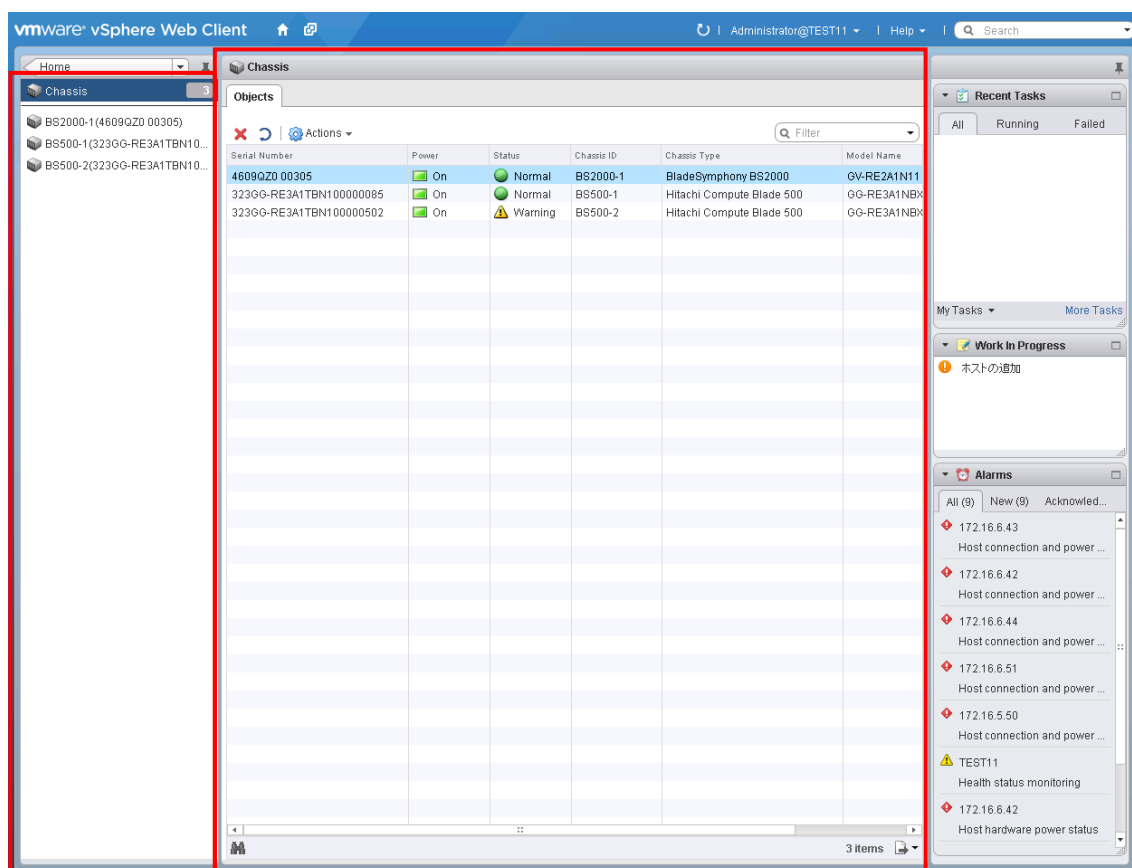 vmware® vSphere Web Client
Administrator@TEST11
Help
Search
Home
Chassis 3
BS2000-1(4609QZ0 00305)
BS500-1(323GG-RE3A1TBN10...
BS500-2(323GG-RE3A1TBN10...
Chassis
Objects
Actions
Filter
Serial Number Power Status Chassis ID Chassis Type Model Name
4609QZ0 00305 On Normal BS2000-1 BladeSymphony BS2000 GV-RE2A1N11
323GG-RE3A1TBN100000085 On Normal BS500-1 Hitachi Compute Blade 500 GG-RE3A1NBX
323GG-RE3A1TBN100000502 On Warning BS500-2 Hitachi Compute Blade 500 GG-RE3A1NBX
3 items
Recent Tasks
All Running Failed
My Tasks More Tasks
Work In Progress
ホストの追加
Alarms
All (9) New (9) Acknowled...
172.16.6.43
Host connection and power ...
172.16.6.42
Host connection and power ...
172.16.6.44
Host connection and power ...
172.16.6.51
Host connection and power ...
172.16.5.50
Host connection and power ...
TEST11
Health status monitoring
172.16.6.42
Host hardware power status